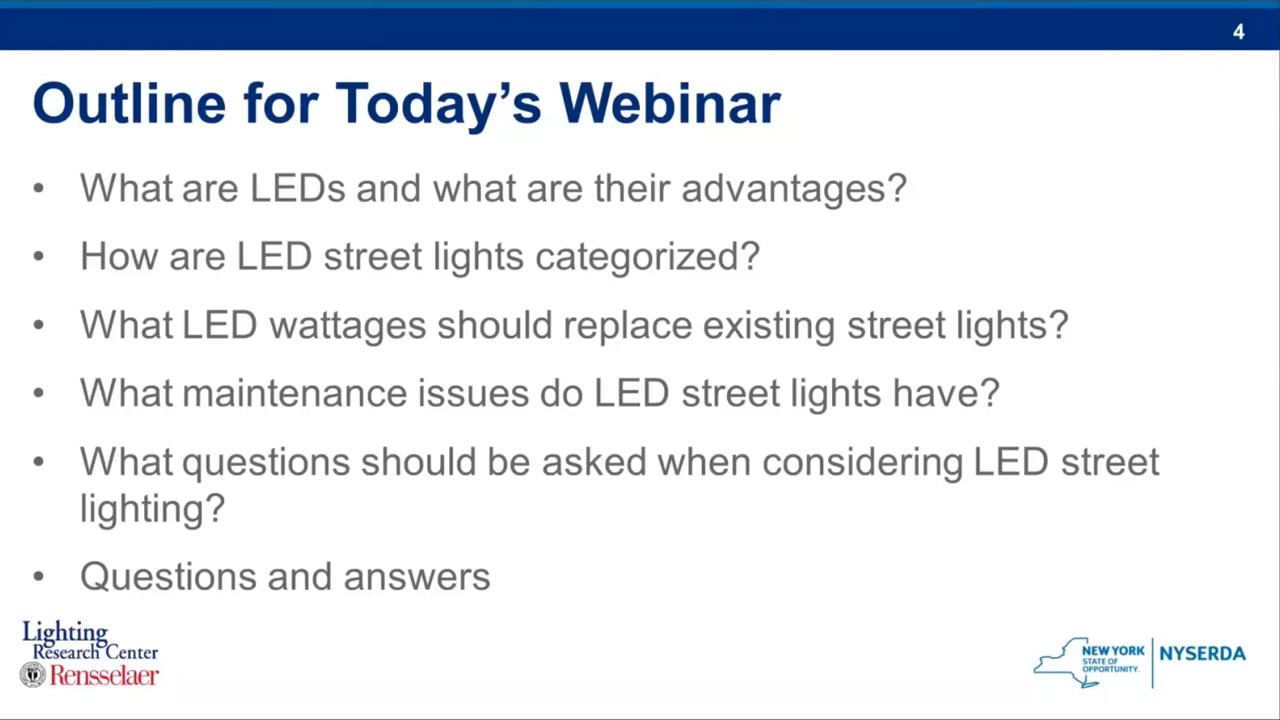 4
Outline for Today's Webinar
• What are LEDs and what are their advantages?
• How are LED street lights categorized?
• What LED wattages should replace existing street lights?
• What maintenance issues do LED street lights have?
• What questions should be asked when considering LED street
lighting?
• Questions and answers
Lighting
Research Center
Rensselaer
NEW YORK
STATE OF
OPPORTUNITY.
NYSERDA